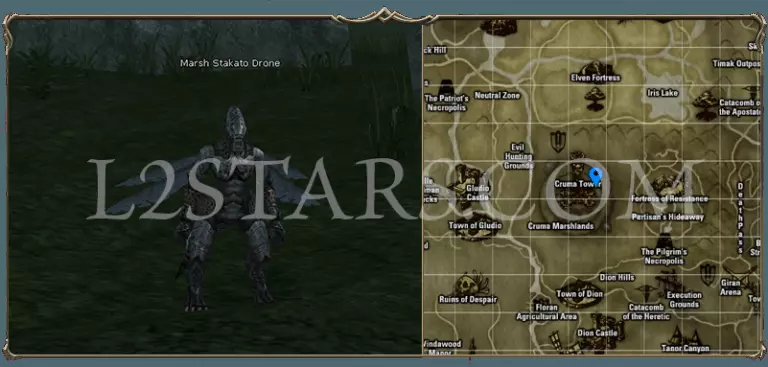 Marsh Stakato Drone
L2STARS.COM
ck Hill
Timak Outpos
Elven Fortress
The Patriot's
Necropolis
Neutral Zone
Iris Lake
Catacomb o
the Apostat
Evil
Hunting
Grounds
Gludio
Castle
Cruma Tower
Fortress of Resistance
Partisan's Hideaway
DeathPass
Town of Gludio
Cruma Marshlands
The Pilgrim's
Necropolis
Dion Hills
Giran
Arena
Ruins of Despair
Town of Dion
Execution
Grounds
Floran
Agricultural Area
Catacomb
of the Heretic
Dion Castle
Windawood
Manor
Tanor Canyon